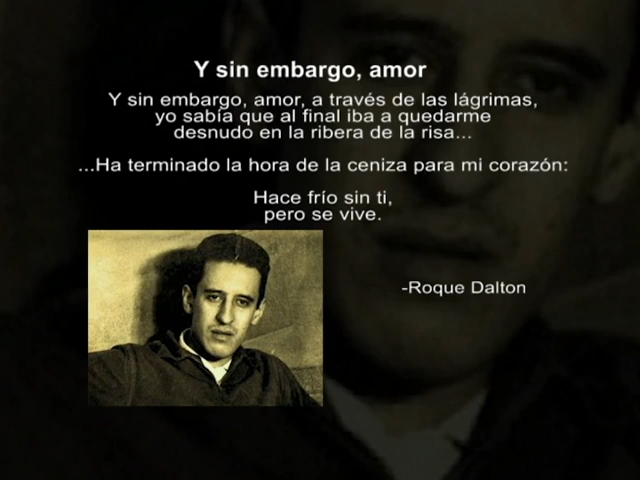 Y sin embargo, amor
Y sin embargo, amor, a través de las lágrimas,
yo sabía que al final iba a quedarme
desnudo en la ribera de la risa...
...Ha terminado la hora de la ceniza para mi corazón:
Hace frío sin ti,
pero se vive.
-Roque Dalton